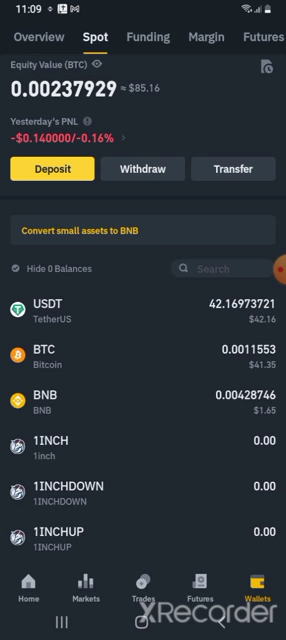 11:09
Overview Spot Funding Margin Futures
Equity Value (BTC)
0.00237929 ≈ $85.16
Yesterday's PNL
-$0.140000/-0.16% >
Deposit Withdraw Transfer
Convert small assets to BNB
Hide 0 Balances Search
USDT 42.16973721
TetherUS $42.16
BTC 0.0011553
Bitcoin $41.35
BNB 0.00428746
BNB $1.65
1INCH 0.00
1inch
1INCHDOWN 0.00
1INCHDOWN
1INCHUP 0.00
1INCHUP
Home Markets Trades Futures Wallets
XRecorder